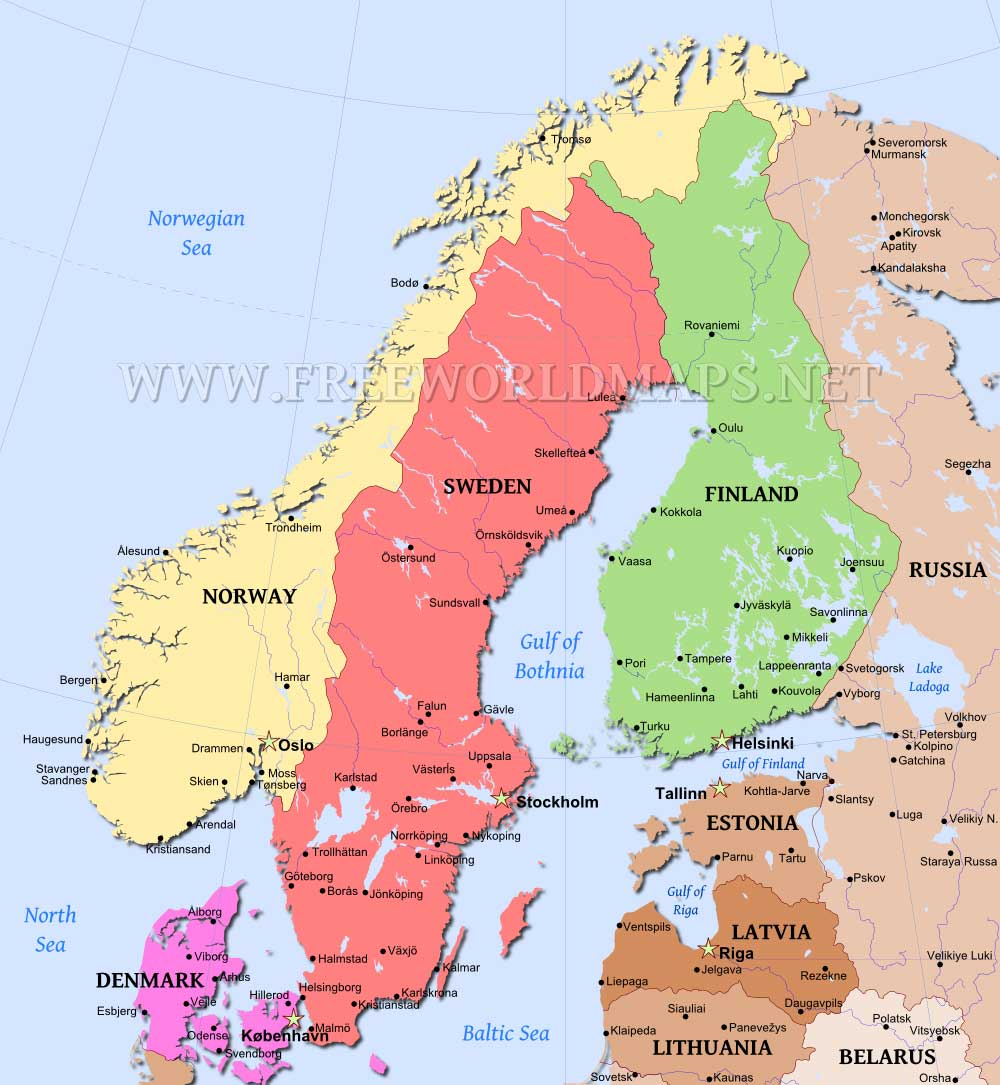 Tromsø
Severomorsk
Murmansk
Norwegian
Sea
Monchegorsk
Kirovsk
Apatity
Kandalaksha
Bodø
Rovaniemi
WWW.FREEWORLDMAPS.NET
Lulea
Oulu
Skellefteå
Segezha
SWEDEN
FINLAND
Umeå
Kokkola
Trondheim
Örnsköldsvik
Ålesund
Östersund
Vaasa
Kuopio
Joensuu
RUSSIA
NORWAY
Sundsvall
Jyväskylä
Savonlinna
Gulf of
Bothnia
Mikkeli
Bergen
Hamar
Pori
Tampere
Lappeenranta
Svetogorsk
Lake
Ladoga
Hameenlinna
Lahti
Kouvola
Vyborg
Falun
Gävle
Borlänge
Turku
Volkhov
Haugesund
Drammen
Oslo
Helsinki
St. Petersburg
Kolpino
Gatchina
Stavanger
Sandnes
Skien
Moss
Tønsberg
Karlstad
Västerls
Uppsala
Gulf of Finland
Narva
Tallinn
Kohtla-Jarve
Slantsy
Örebro
Stockholm
Arendal
Kristiansand
Norrköping
Nykoping
ESTONIA
Luga
Velikiy N.
Trollhättan
Linköping
Parnu
Tartu
Staraya Russa
Göteborg
Borås
Jönköping
Gulf of
Riga
Pskov
North
Sea
Ålborg
Ventspils
LATVIA
Viborg
Växjö
Riga
Velikiye Luki
DENMARK
Århus
Halmstad
Kalmar
Jelgava
Rezekne
Liepaga
Hillerod
Helsingborg
Karlskrona
Kristianstad
Vejle
Esbjerg
Daugavpils
Siauliai
Polatsk
Odense
København
Malmö
Baltic Sea
Klaipeda
Panevežys
Vitsyebsk
Svendborg
LITHUANIA
BELARUS
Sovetsk
Kaunas
Orsha